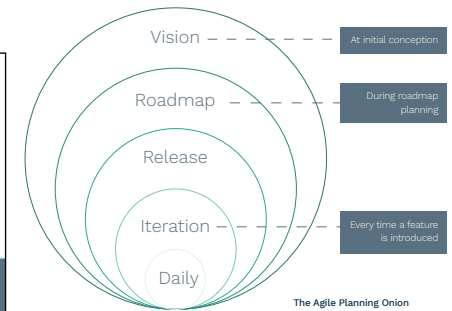 Vision
At initial conception
Roadmap
During roadmap
planning
Release
Iteration
Every time a feature
is introduced
Daily
The Agile Planning Onion